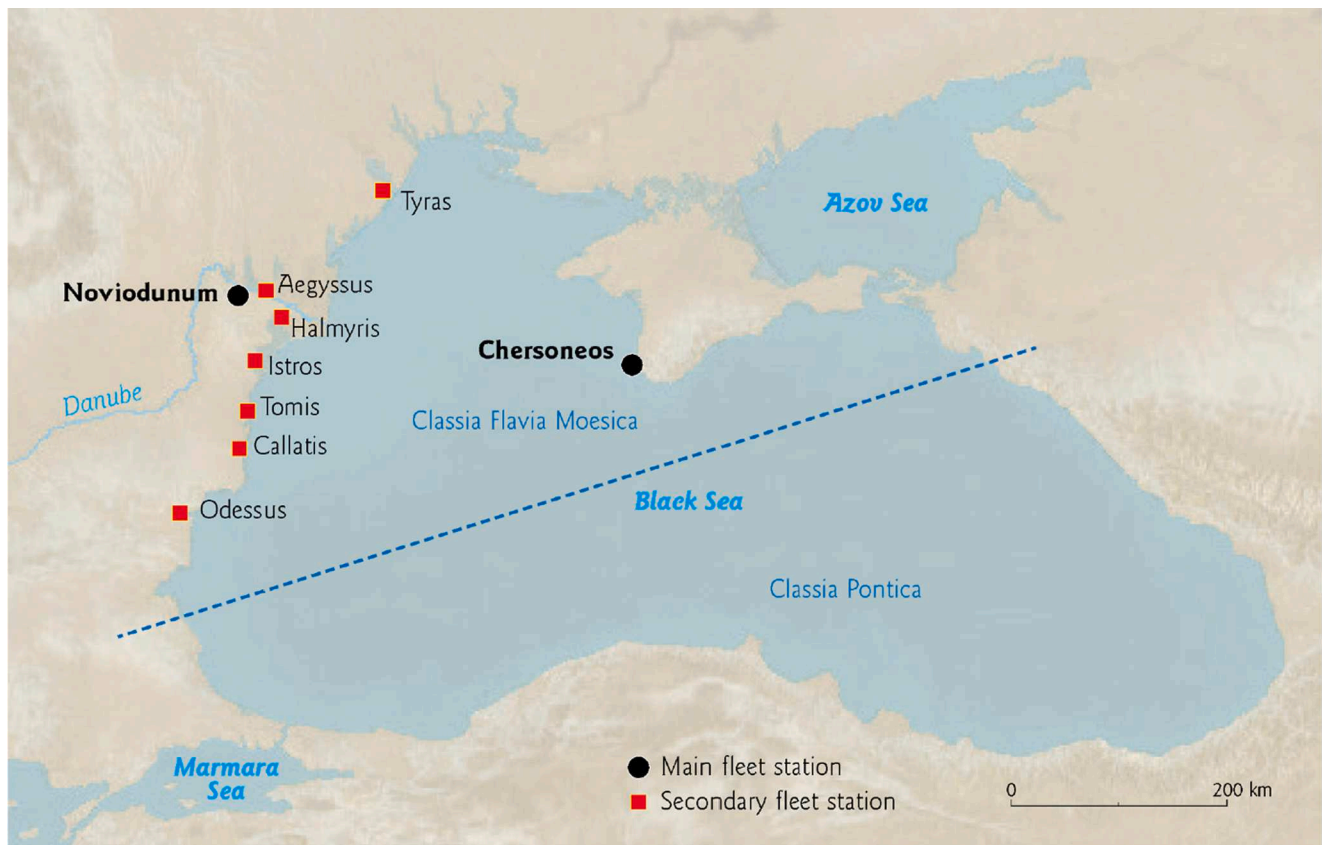 Azov Sea
Tyras
Aegyssus
Noviodunum
Halmyris
Chersoneos
Istros
Danube
Tomis
Classia Flavia Moesica
Callatis
Black Sea
Odessus
Classia Pontica
Marmara
Sea
Main fleet station
Secondary fleet station
0 200 km